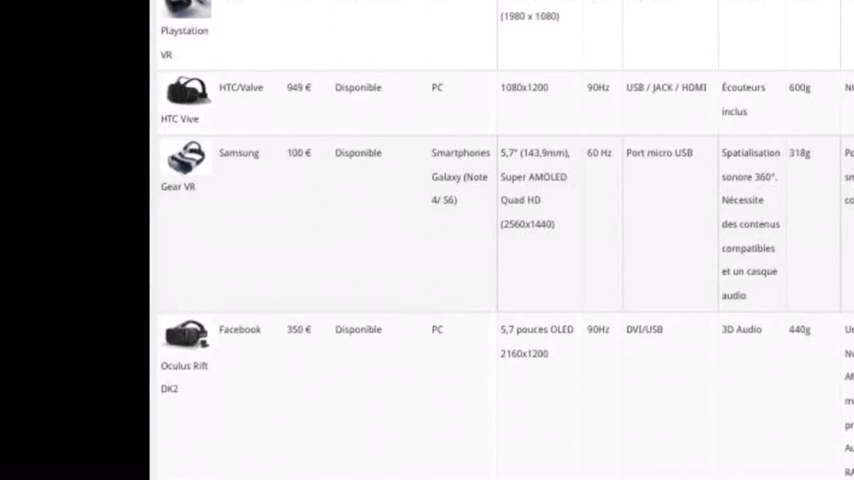 (1980 x 1080)
Playstation
VR
HTC/Valve 949 € Disponible PC 1080x1200 90Hz USB / JACK / HDMI Écouteurs 600g
inclus
HTC Vive
Samsung 100 € Disponible Smartphones 5,7" (143,9mm), 60 Hz Port micro USB Spatialisation 318g
Galaxy (Note Super AMOLED sonore 360°.
Gear VR
4/ S6) Quad HD Nécessite
(2560x1440) des contenus
compatibles
et un casque
audio
Facebook 350 € Disponible PC 5,7 pouces OLED 90Hz DVI/USB 3D Audio 440g
2160x1200
Oculus Rift
DK2